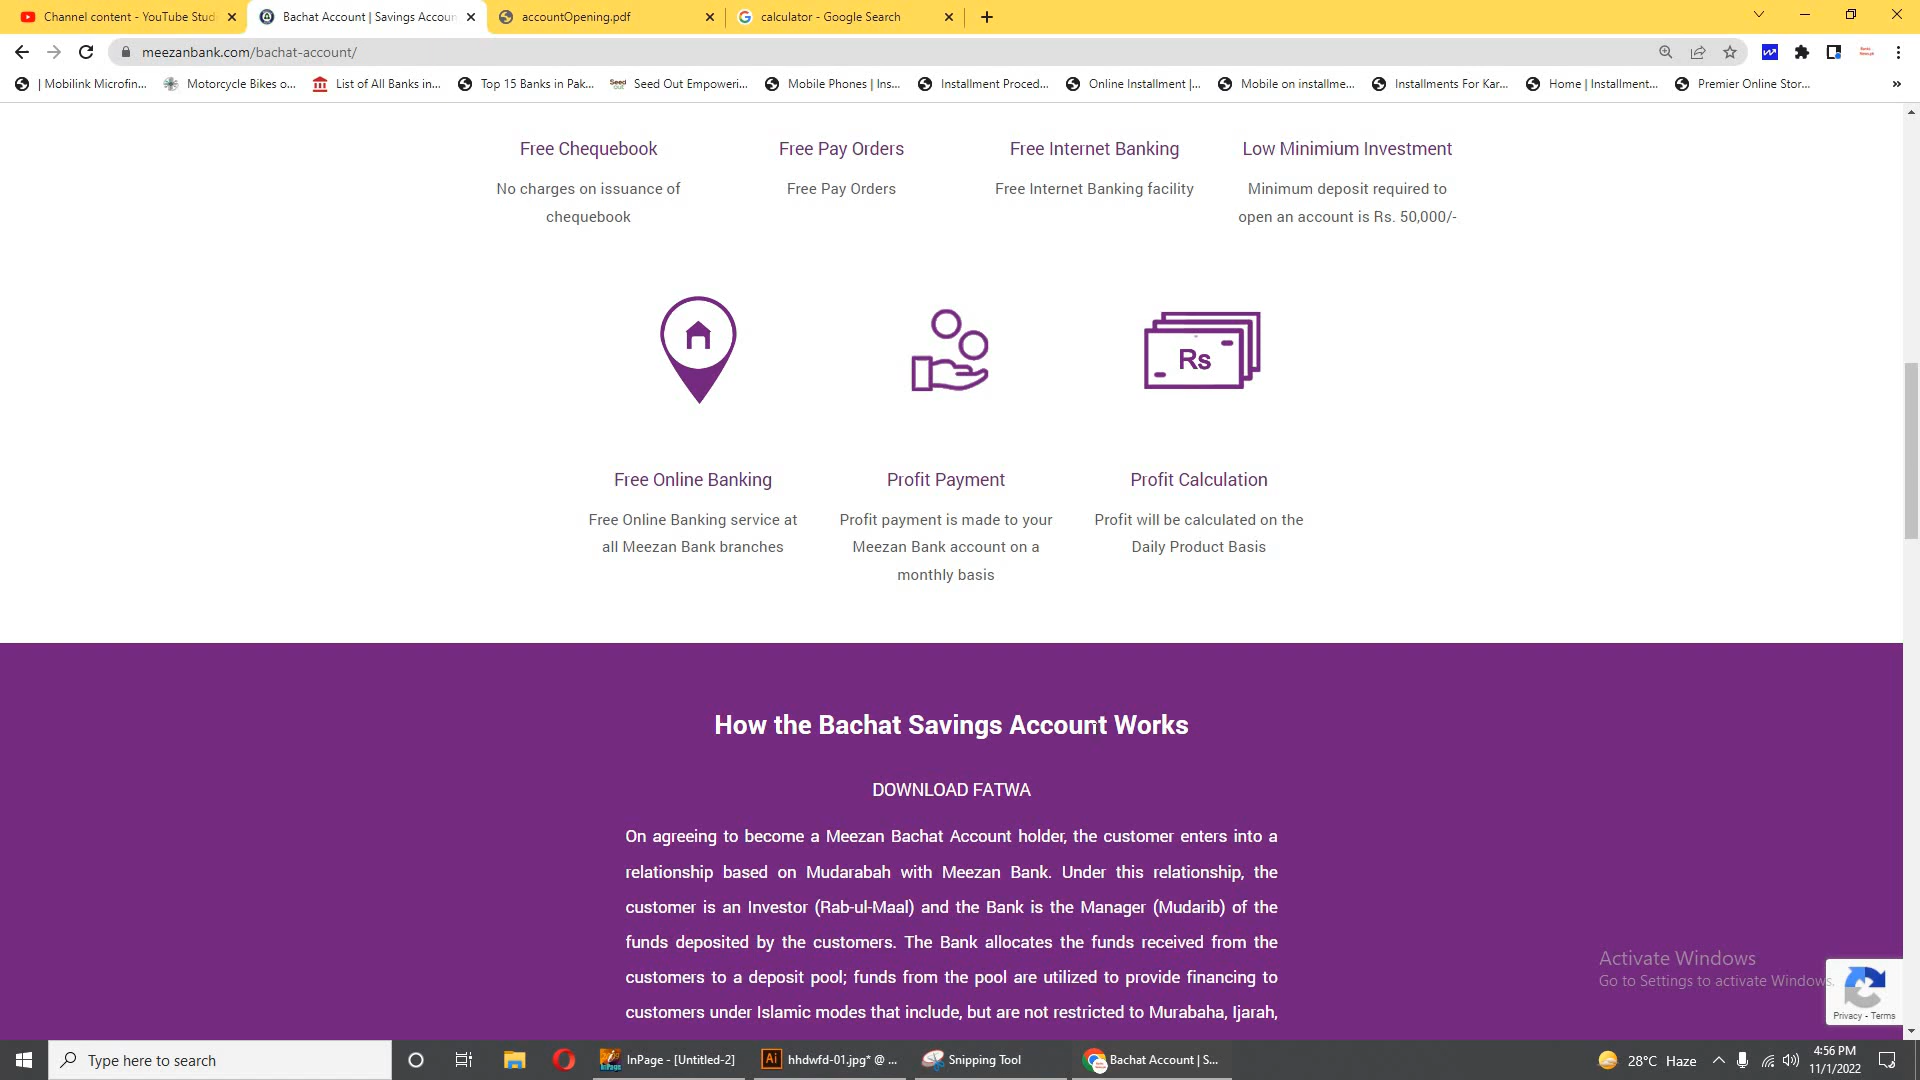 Channel content - YouTube Stud
Bachat Account | Savings Accoun
accountOpening.pdf
calculator - Google Search
meezanbank.com/bachat-account/
| Mobilink Microfin...
Motorcycle Bikes o...
List of All Banks in...
Top 15 Banks in Pak...
Seed Out Empoweri...
Mobile Phones | Ins...
Installment Proced...
Online Installment |...
Mobile on installme...
Installments For Kar...
Home | Installment...
Premier Online Stor...
»
Free Chequebook
No charges on issuance of
chequebook
Free Pay Orders
Free Pay Orders
Free Internet Banking
Free Internet Banking facility
Low Minimium Investment
Minimum deposit required to
open an account is Rs. 50,000/-
Rs
Free Online Banking
Free Online Banking service at
all Meezan Bank branches
Profit Payment
Profit payment is made to your
Meezan Bank account on a
monthly basis
Profit Calculation
Profit will be calculated on the
Daily Product Basis
How the Bachat Savings Account Works
DOWNLOAD FATWA
On agreeing to become a Meezan Bachat Account holder, the customer enters into a
relationship based on Mudarabah with Meezan Bank. Under this relationship, the
customer is an Investor (Rab-ul-Maal) and the Bank is the Manager (Mudarib) of the
funds deposited by the customers. The Bank allocates the funds received from the
customers to a deposit pool; funds from the pool are utilized to provide financing to
customers under Islamic modes that include, but are not restricted to Murabaha, Ijarah,
Activate Windows
Go to Settings to activate Windows.
Privacy - Terms
Type here to search
InPage - [Untitled-2]
Ai
hhdwfd-01.jpg* @ ...
Snipping Tool
Bachat Account | S...
28°C Haze
4:56 PM
11/1/2022